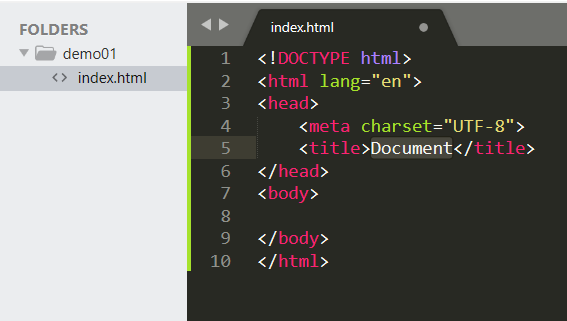 FOLDERS
demo01
<> index.html
index.html
1 <!DOCTYPE html>
2 <html lang="en">
3 <head>
4     <meta charset="UTF-8">
5     <title>Document</title>
6 </head>
7 <body>
8
9 </body>
10 </html>